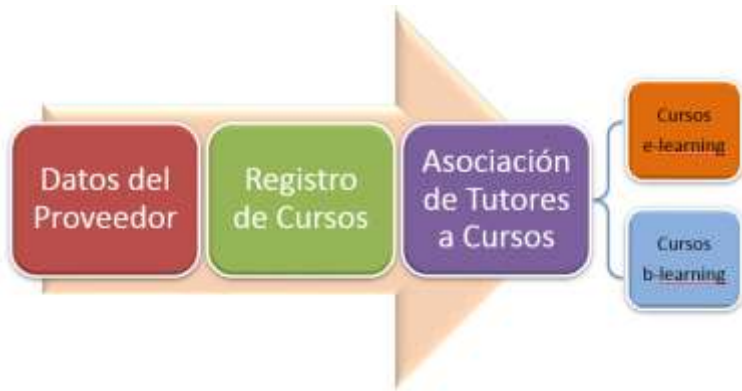 Datos del
Proveedor
Registro
de Cursos
Asociación
de Tutores
a Cursos
Cursos
e-learning
Cursos
b-learning